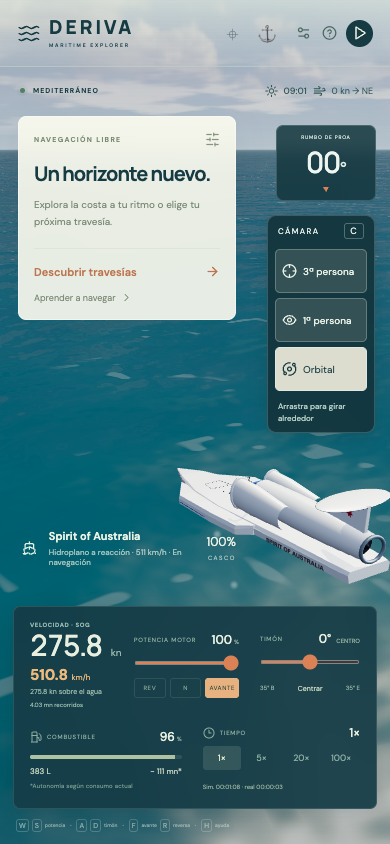 DERIVA
MARITIME EXPLORER
MEDITERRÁNEO
09:01 0 kn → NE
NAVEGACIÓN LIBRE
Un horizonte nuevo.
Explora la costa a tu ritmo o elige tu
próxima travesía.
Descubrir travesías →
Aprender a navegar
RUMBO DE PROA
00°
CÁMARA C
3ª persona
1ª persona
Orbital
Arrastra para girar
alrededor
SPIRIT OF AUSTRALIA
Spirit of Australia
Hidroplano a reacción · 511 km/h · En
navegación
100%
CASCO
VELOCIDAD · SOG
275.8 kn
510.8 km/h
275.8 kn sobre el agua
4.03 mn recorridos
POTENCIA MOTOR 100 %
REV N AVANTE
TIMÓN 0° CENTRO
35° B Centrar 35° E
COMBUSTIBLE 96 %
383 L ~ 111 mn*
*Autonomía según consumo actual
TIEMPO 1×
1× 5× 20× 100×
Sim. 00:01:08 · real 00:00:03
W S potencia · A D timón · F avante R reversa · H ayuda